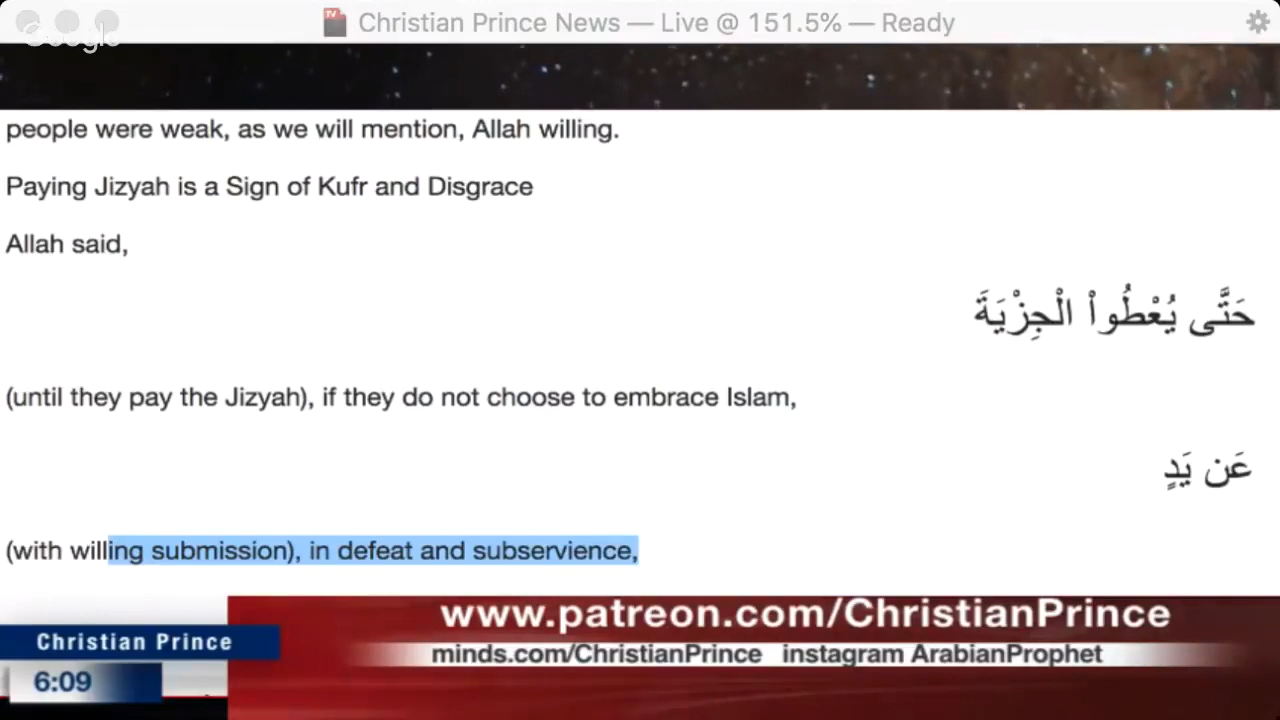 Christian Prince News — Live @ 151.5% — Ready
Google
people were weak, as we will mention, Allah willing.
Paying Jizyah is a Sign of Kufr and Disgrace
Allah said,
حَتَّى يُعْطُواْ الْجِزْيَةَ
(until they pay the Jizyah), if they do not choose to embrace Islam,
عَن يَدٍ
(with willing submission), in defeat and subservience,
www.patreon.com/ChristianPrince
Christian Prince
minds.com/ChristianPrince instagram ArabianProphet
6:09